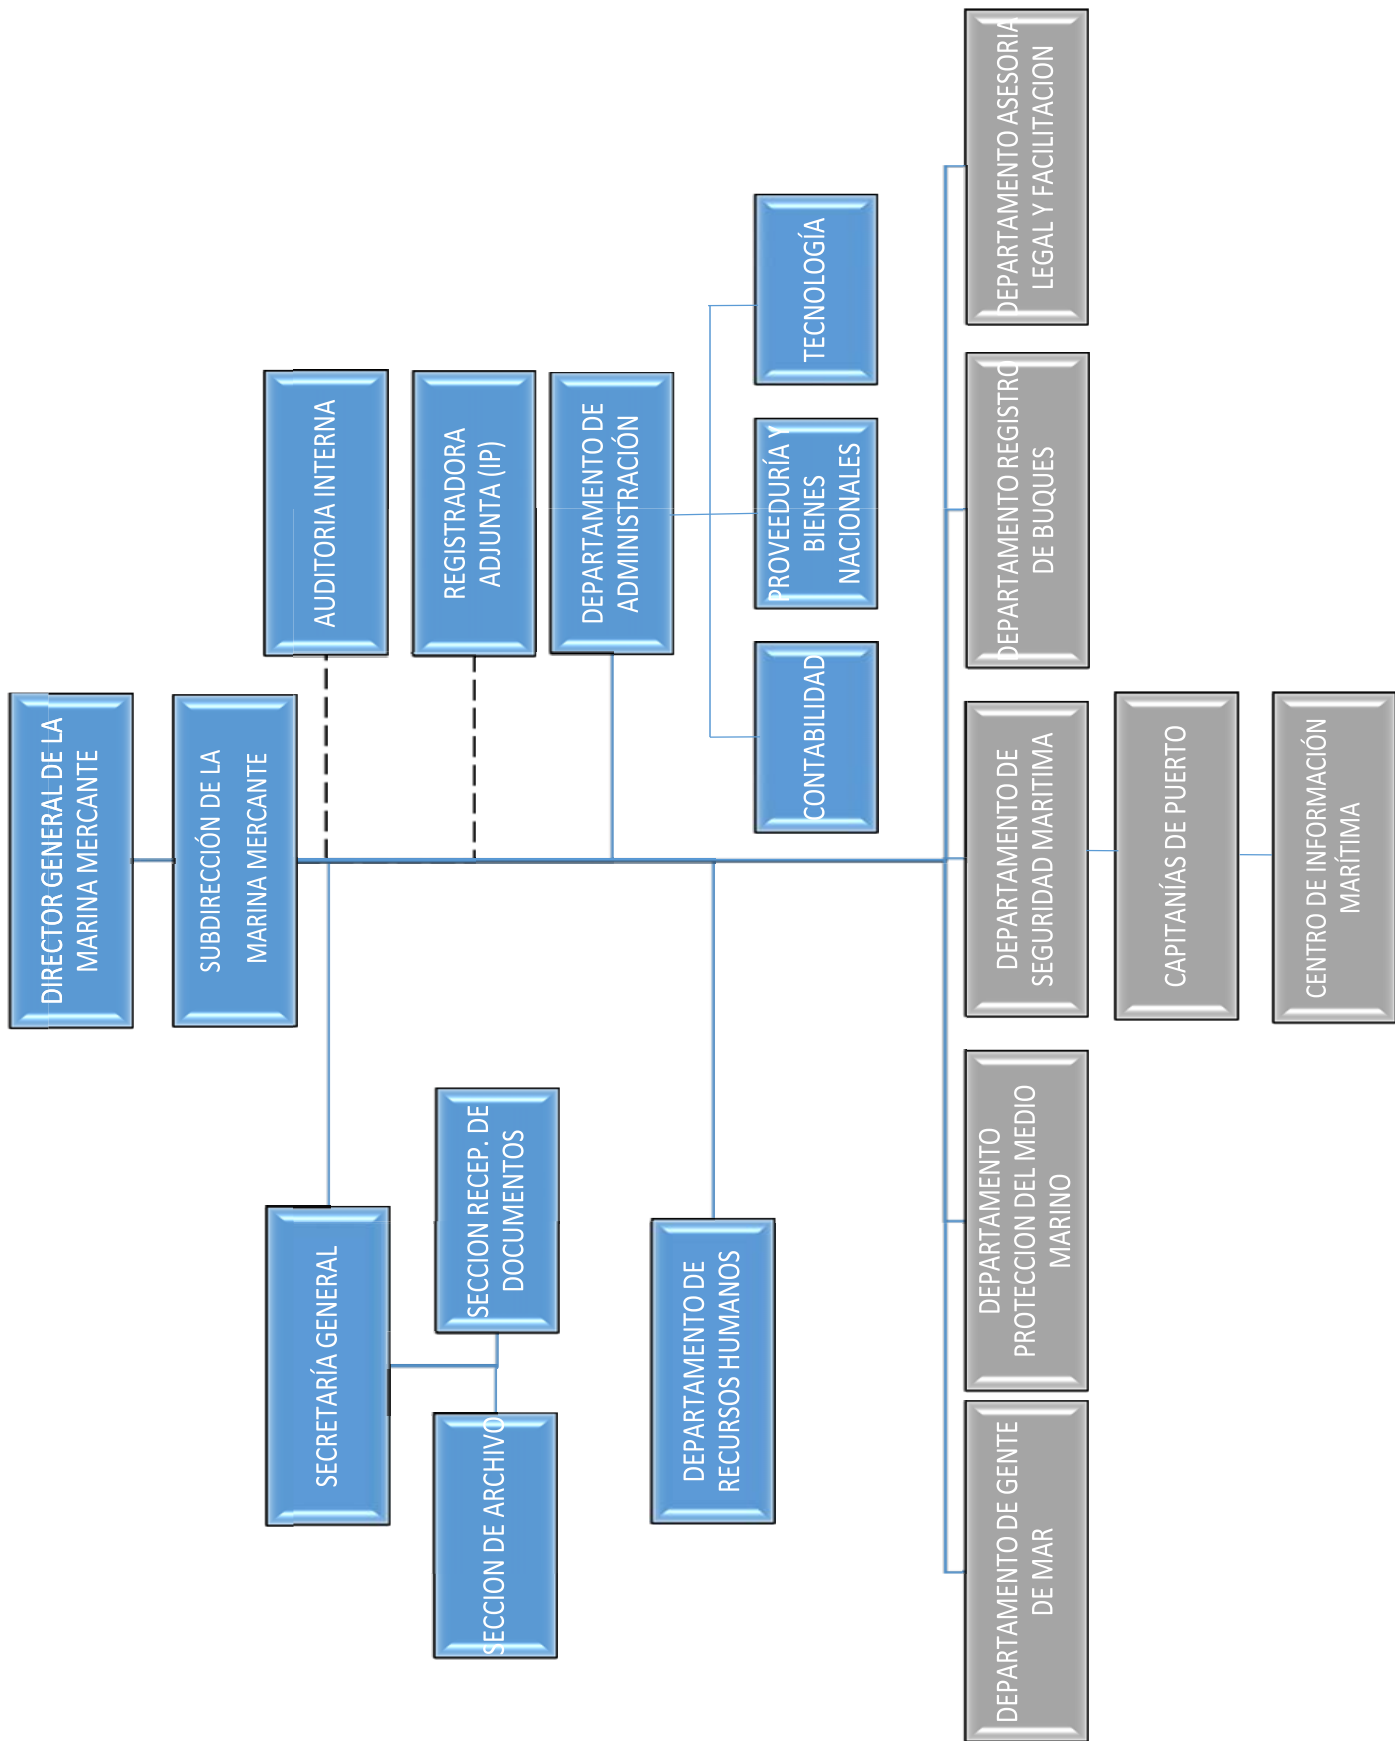 DIRECTOR GENERAL DE LA
MARINA MERCANTE
SUBDIRECCIÓN DE LA
MARINA MERCANTE
SECRETARÍA GENERAL
AUDITORIA INTERNA
SECCION DE ARCHIVO
SECCION RECEP. DE
DOCUMENTOS
REGISTRADORA
ADJUNTA (IP)
DEPARTAMENTO DE
ADMINISTRACIÓN
DEPARTAMENTO DE
RECURSOS HUMANOS
CONTABILIDAD
PROVEEDURÍA Y
BIENES
NACIONALES
TECNOLOGÍA
DEPARTAMENTO DE GENTE
DE MAR
DEPARTAMENTO
PROTECCION DEL MEDIO
MARINO
DEPARTAMENTO DE
SEGURIDAD MARITIMA
DEPARTAMENTO REGISTRO
DE BUQUES
DEPARTAMENTO ASESORIA
LEGAL Y FACILITACION
CAPITANÍAS DE PUERTO
CENTRO DE INFORMACIÓN
MARÍTIMA